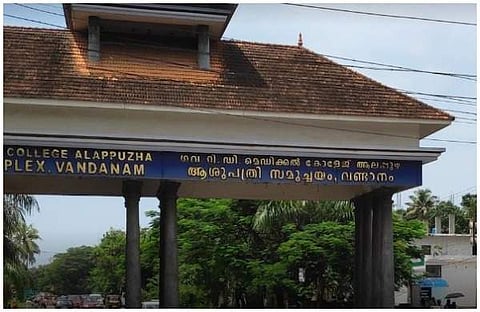 COLLEGE ALAPPUZHA
PLEX, VANDANAM
ഗവ.റ്റി.ഡി.മെഡിക്കൽ കോളേജ് ആലപ്പുഴ
ആശുപത്രി സമുച്ചയം, വണ്ടാനം